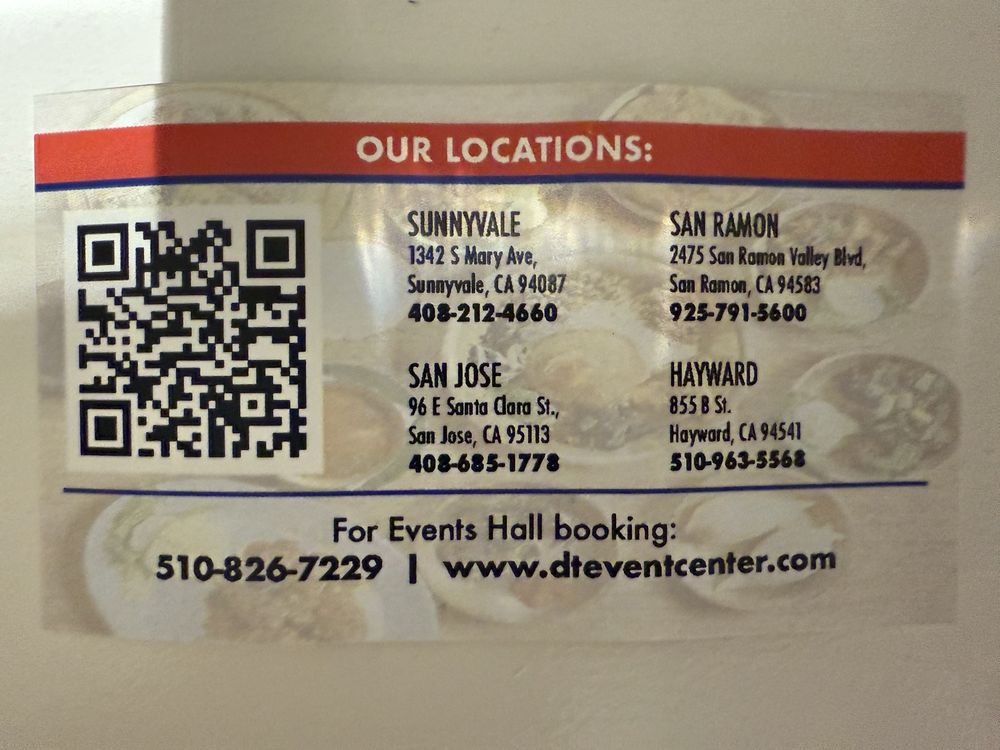 OUR LOCATIONS:
SUNNYVALE
1342 S Mary Ave,
Sunnyvale, CA 94087
408-212-4660
SAN RAMON
2475 San Ramon Valley Blvd,
San Ramon, CA 94583
925-791-5600
SAN JOSE
96 E Santa Clara St.,
San Jose, CA 95113
408-685-1778
HAYWARD
855 B St.
Hayward, CA 94541
510-963-5568
For Events Hall booking:
510-826-7229 | www.dteventcenter.com